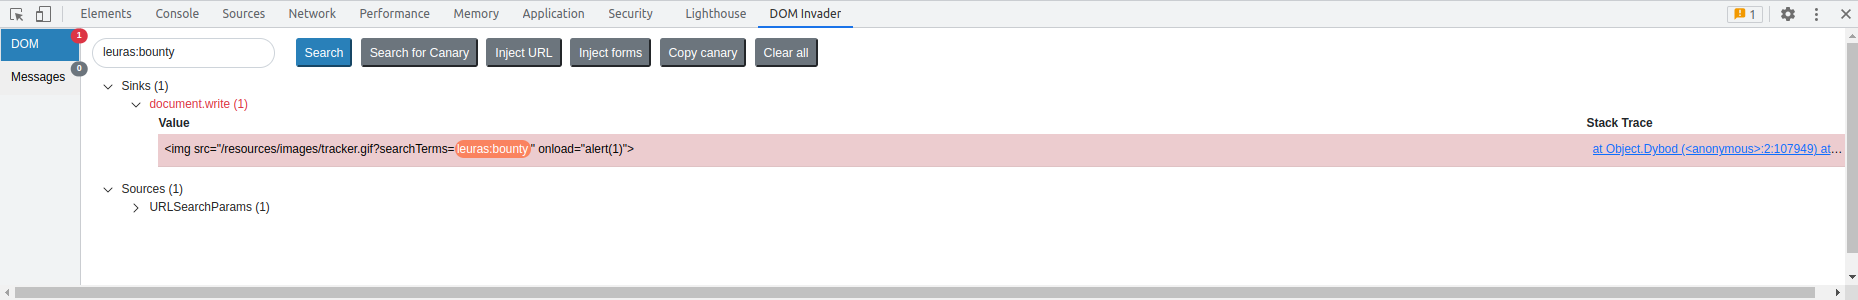 Elements Console Sources Network Performance Memory Application Security Lighthouse DOM Invader 1
DOM 1
Messages 0
leuras:bounty Search Search for Canary Inject URL Inject forms Copy canary Clear all
Sinks (1)
document.write (1)
Value Stack Trace
<img src="/resources/images/tracker.gif?searchTerms=leuras:bounty" onload="alert(1)"> at Object.Dybod (<anonymous>:2:107949) at...
Sources (1)
URLSearchParams (1)